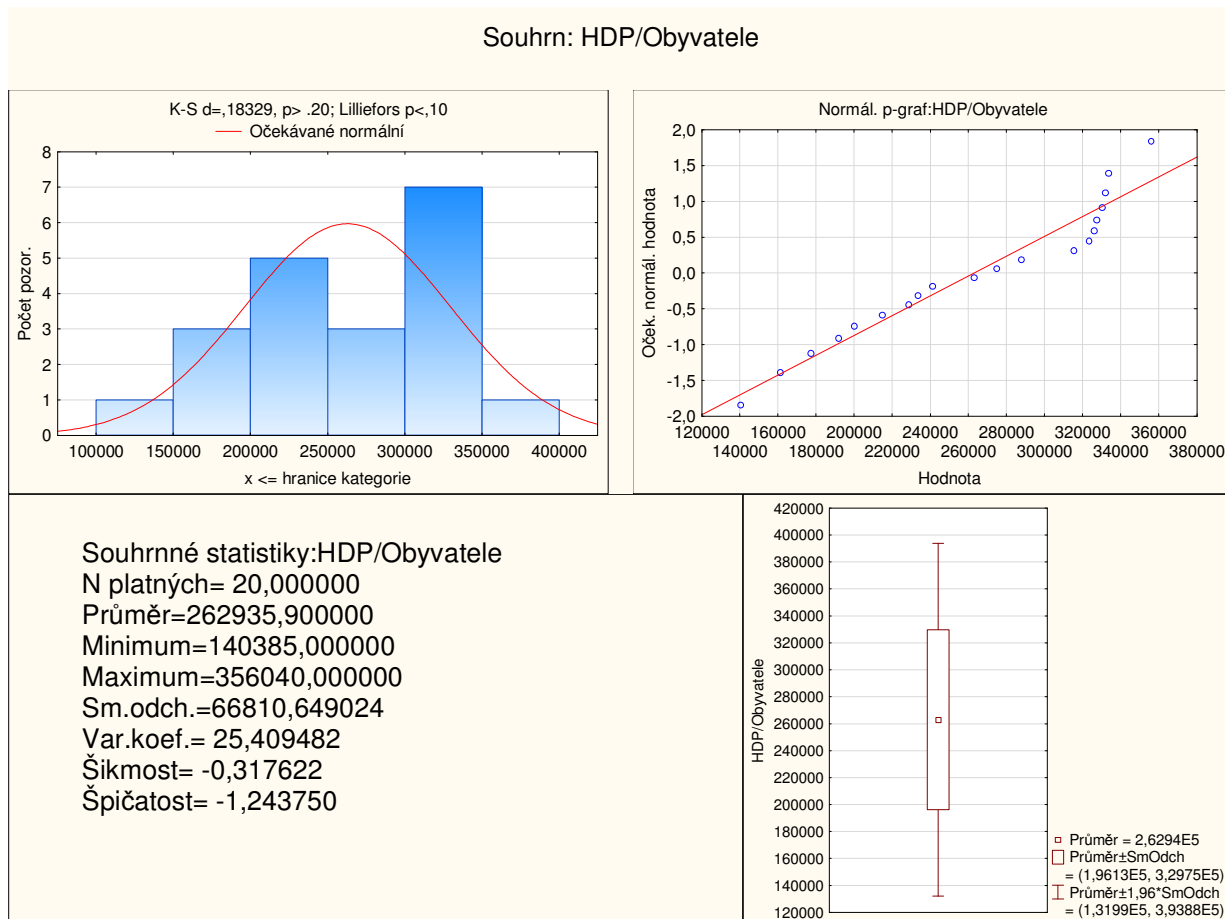 Souhrn: HDP/Obyvatele
K-S d=,18329, p> .20; Lilliefors p<,10
Očekávané normální
8
7
6
5
4
3
2
1
0
Počet pozor.
100000 150000 200000 250000 300000 350000 400000
x <= hranice kategorie
Normál. p-graf:HDP/Obyvatele
2,0
1,5
1,0
0,5
0,0
-0,5
-1,0
-1,5
-2,0
Oček. normál. hodnota
120000 160000 200000 240000 280000 320000 360000
140000 180000 220000 260000 300000 340000 380000
Hodnota
Souhrnné statistiky:HDP/Obyvatele
N platných= 20,000000
Průměr=262935,900000
Minimum=140385,000000
Maximum=356040,000000
Sm.odch.=66810,649024
Var.koef.= 25,409482
Šikmost= -0,317622
Špičatost= -1,243750
420000
400000
380000
360000
340000
320000
300000
280000
260000
240000
220000
200000
180000
160000
140000
120000
HDP/Obyvatele
Průměr = 2,6294E5
Průměr±SmOdch
= (1,9613E5, 3,2975E5)
Průměr±1,96*SmOdch
= (1,3199E5, 3,9388E5)